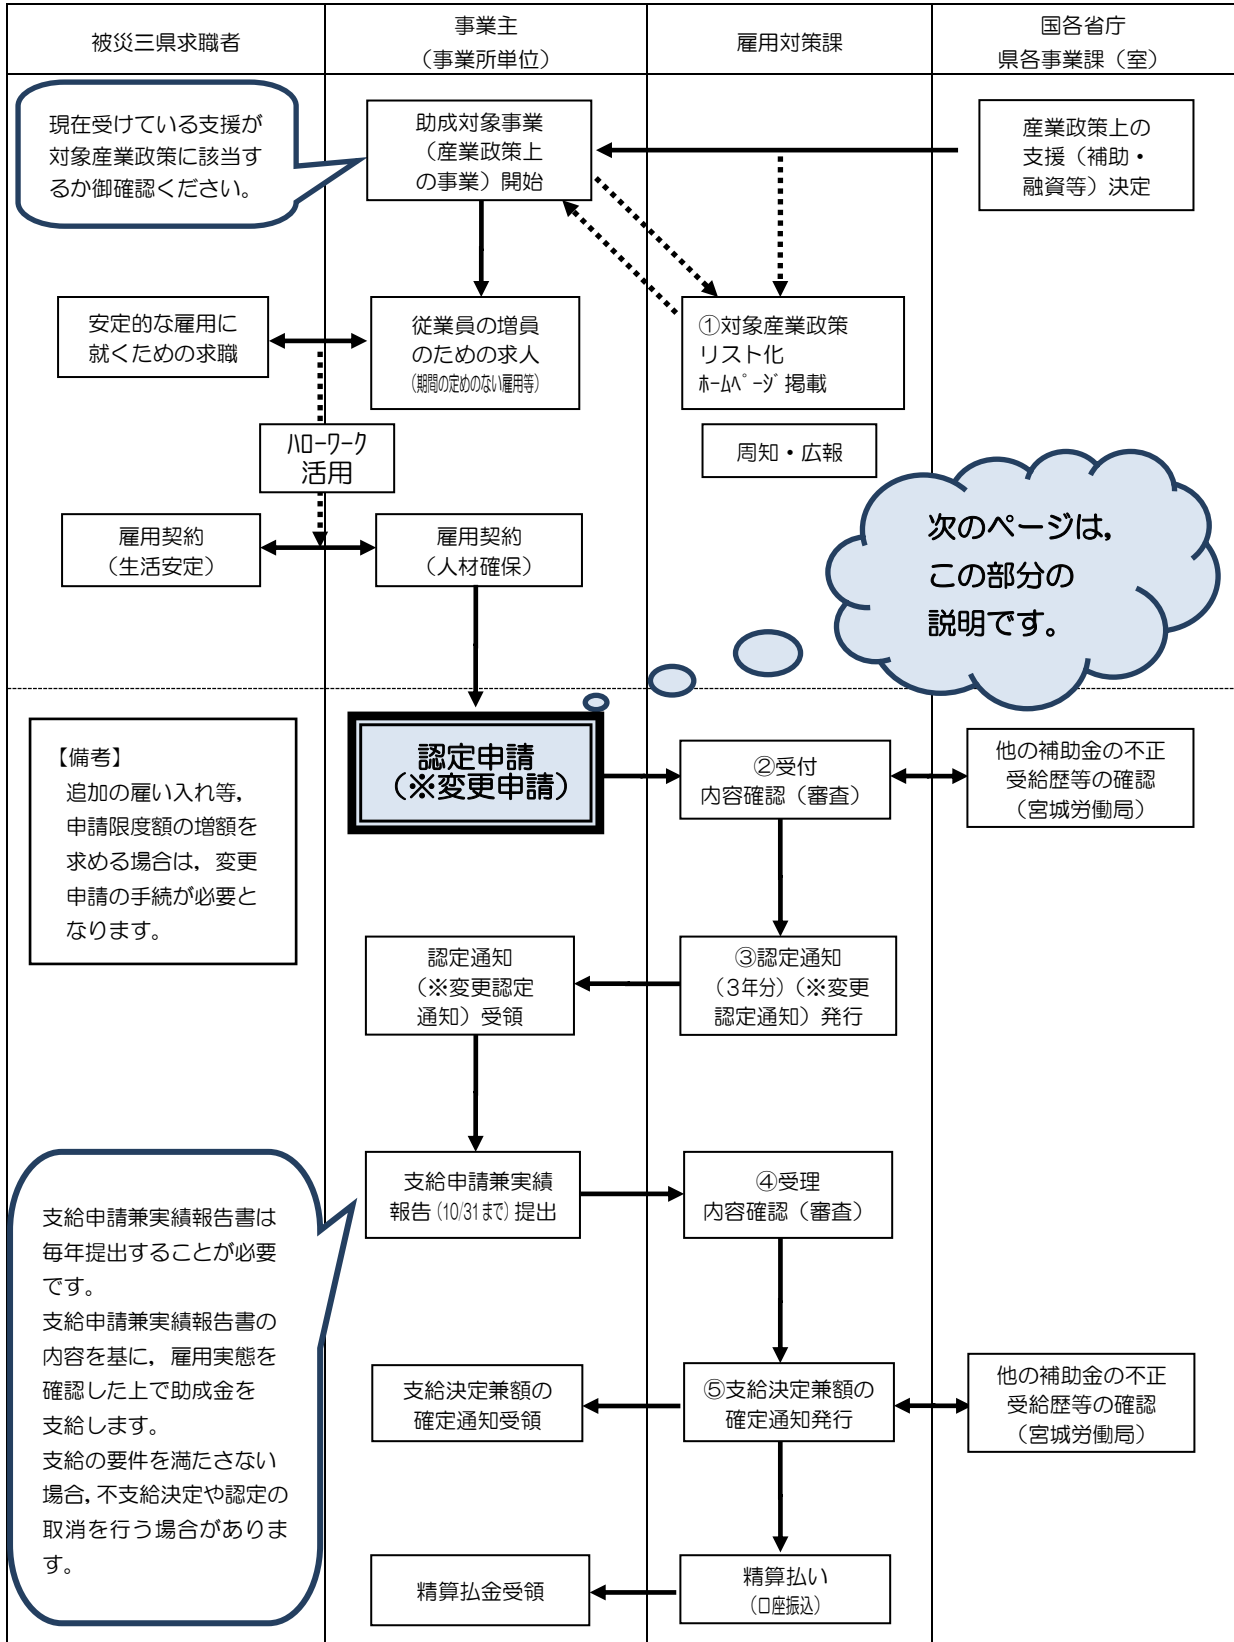 被災三県求職者
事業主
（事業所単位）
雇用対策課
国各省庁
県各事業課（室）
現在受けている支援が
対象産業政策に該当す
るか御確認ください。
助成対象事業
（産業政策上
の事業）開始
産業政策上の
支援（補助・
融資等）決定
安定的な雇用に
就くための求職
従業員の増員
のための求人
（期間の定めのない雇用等）
①対象産業政策
リスト化
ﾎｰﾑﾍﾟｰｼﾞ掲載
ﾊﾛｰﾜｰｸ
活用
周知・広報
雇用契約
（生活安定）
雇用契約
（人材確保）
次のページは，
この部分の
説明です。
【備考】
追加の雇い入れ等，
申請限度額の増額を
求める場合は，変更
申請の手続が必要と
なります。
認定申請
（※変更申請）
②受付
内容確認（審査）
他の補助金の不正
受給歴等の確認
（宮城労働局）
認定通知
（※変更認定
通知）受領
③認定通知
（3年分）（※変更
認定通知）発行
支給申請兼実績報告書は
毎年提出することが必要
です。
支給申請兼実績報告書の
内容を基に，雇用実態を
確認した上で助成金を
支給します。
支給の要件を満たさない
場合，不支給決定や認定の
取消を行う場合がありま
す。
支給申請兼実績
報告（10/31まで）提出
④受理
内容確認（審査）
支給決定兼額の
確定通知受領
⑤支給決定兼額の
確定通知発行
他の補助金の不正
受給歴等の確認
（宮城労働局）
精算払金受領
精算払い
（口座振込）